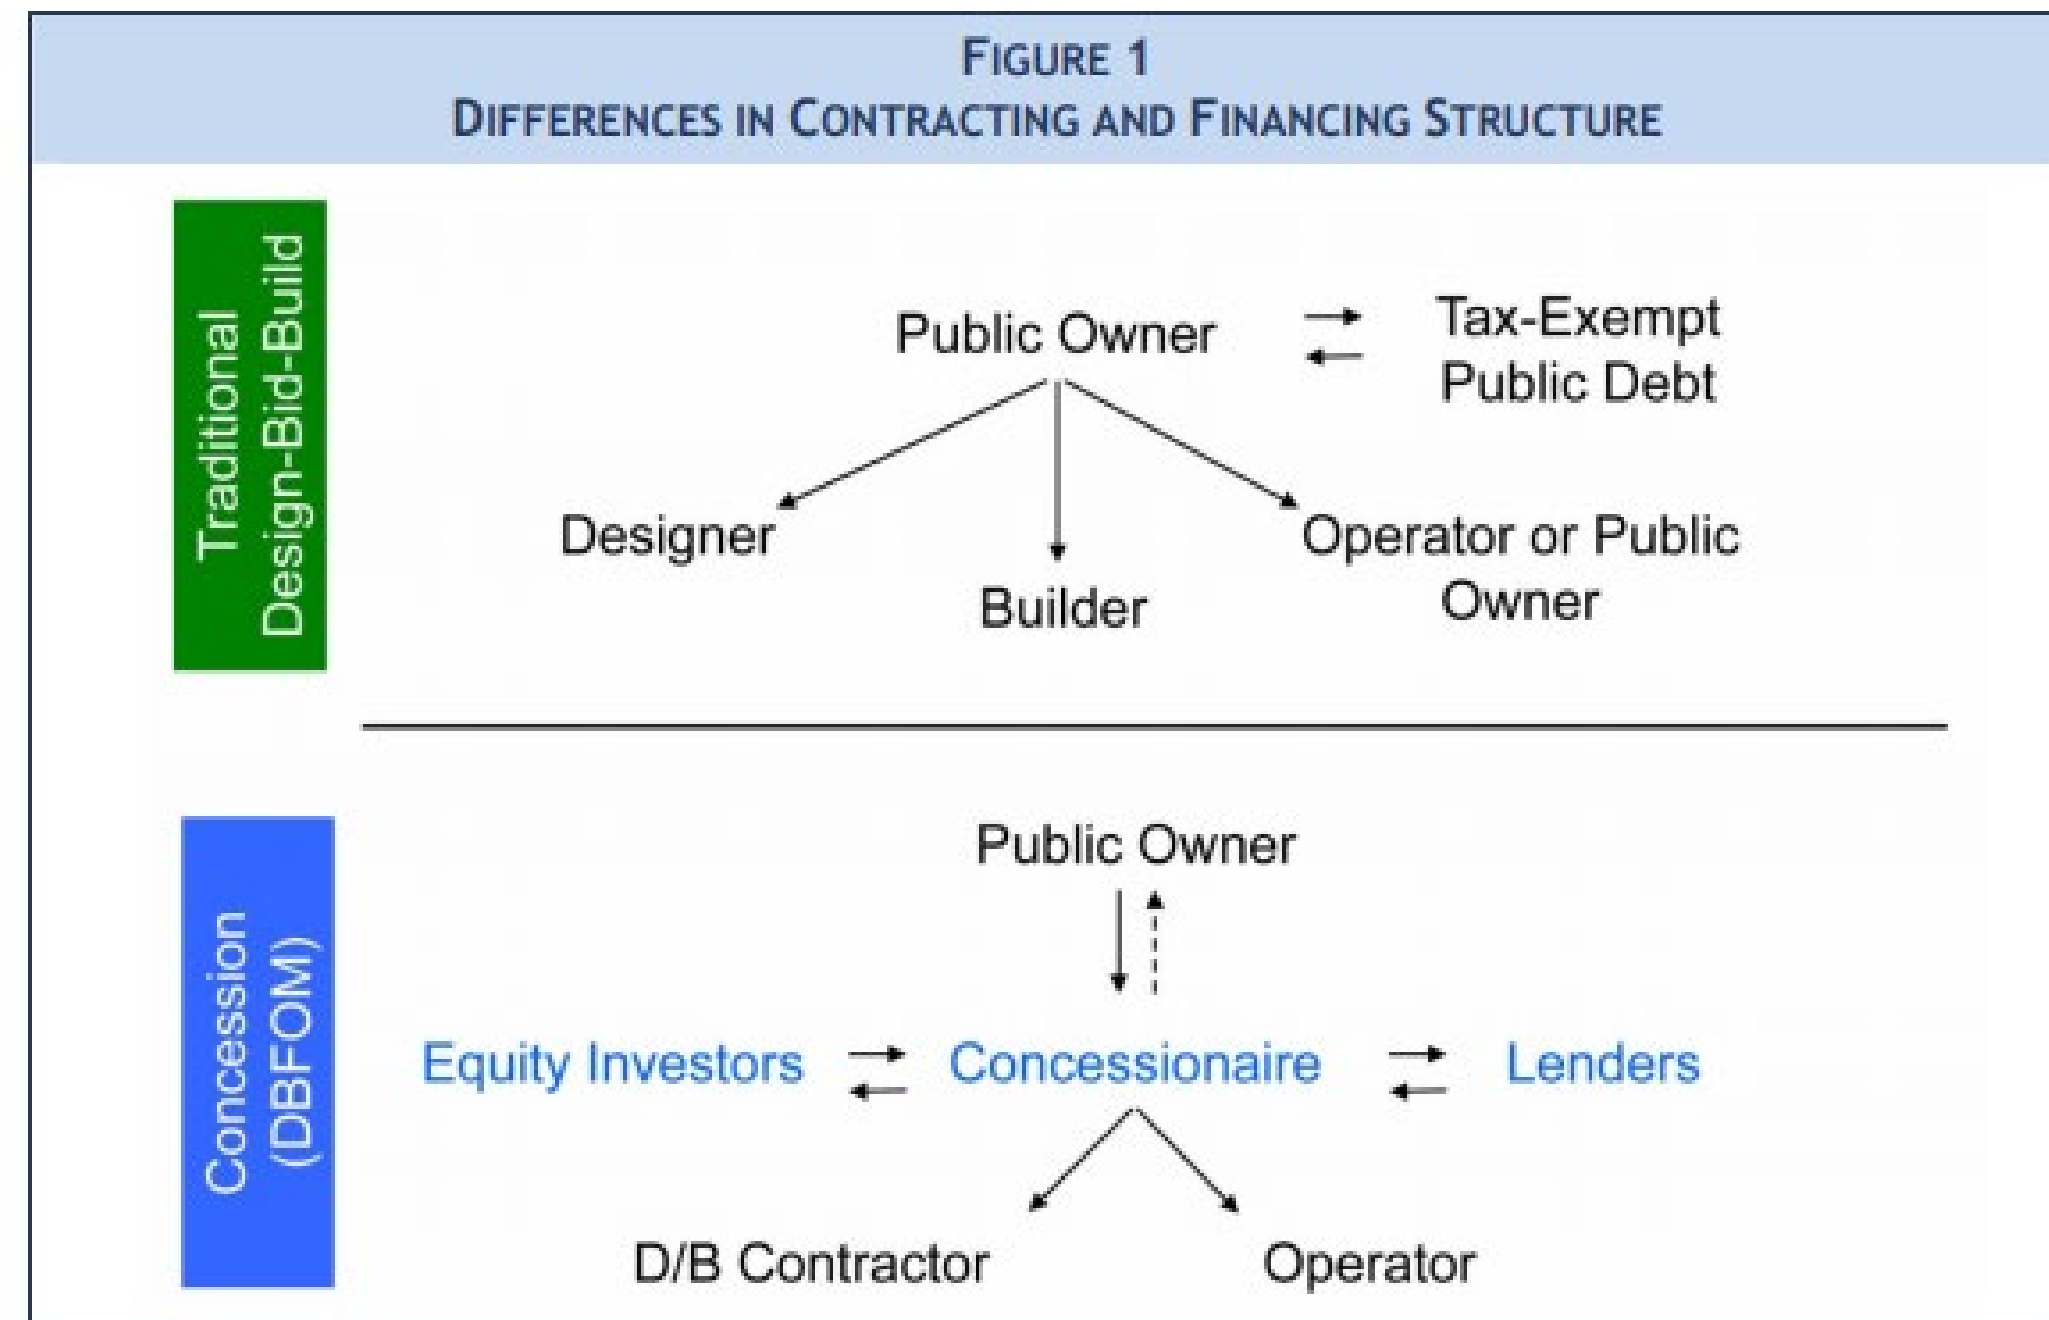 FIGURE 1
DIFFERENCES IN CONTRACTING AND FINANCING STRUCTURE
Traditional
Design-Bid-Build
Public Owner
Tax-Exempt
Public Debt
Designer
Builder
Operator or Public
Owner
Concession
(DBFOM)
Public Owner
Equity Investors
Concessionaire
Lenders
D/B Contractor
Operator